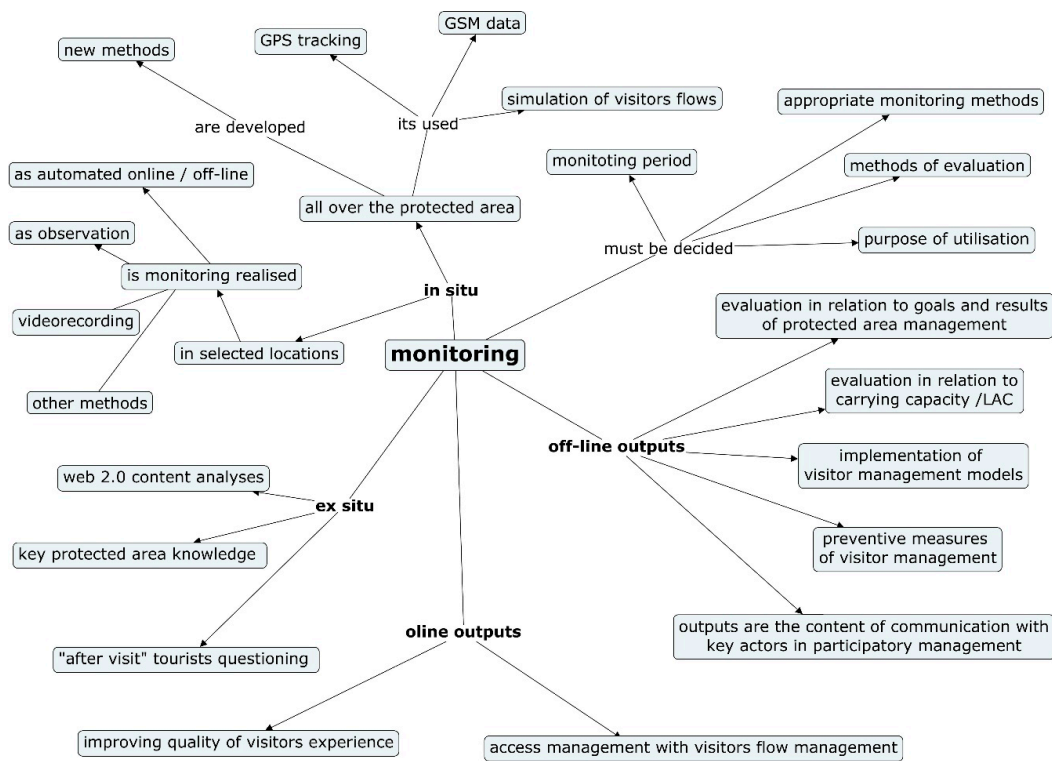 GSM data
GPS tracking
new methods
simulation of visitors flows
appropriate monitoring methods
are developed
its used
monitoting period
methods of evaluation
as automated online / off-line
all over the protected area
as observation
must be decided
purpose of utilisation
is monitoring realised
in situ
videorecording
evaluation in relation to goals and results
of protected area management
in selected locations
monitoring
other methods
evaluation in relation to
carrying capacity /LAC
off-line outputs
implementation of
visitor management models
web 2.0 content analyses
ex situ
key protected area knowledge
preventive measures
of visitor management
oline outputs
outputs are the content of communication with
key actors in participatory management
"after visit" tourists questioning
improving quality of visitors experience
access management with visitors flow management